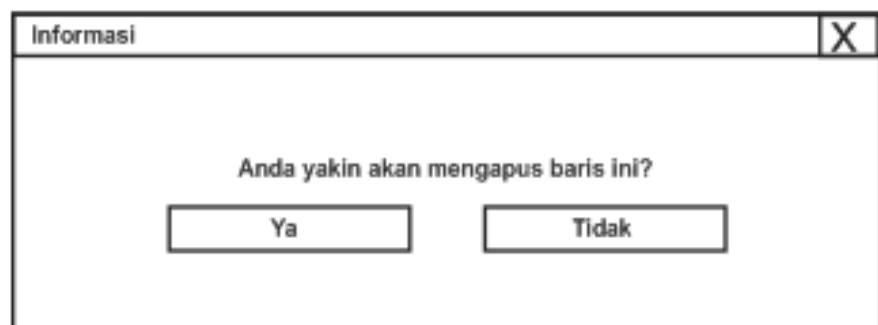 Informasi X
Anda yakin akan mengapus baris ini?
Ya Tidak